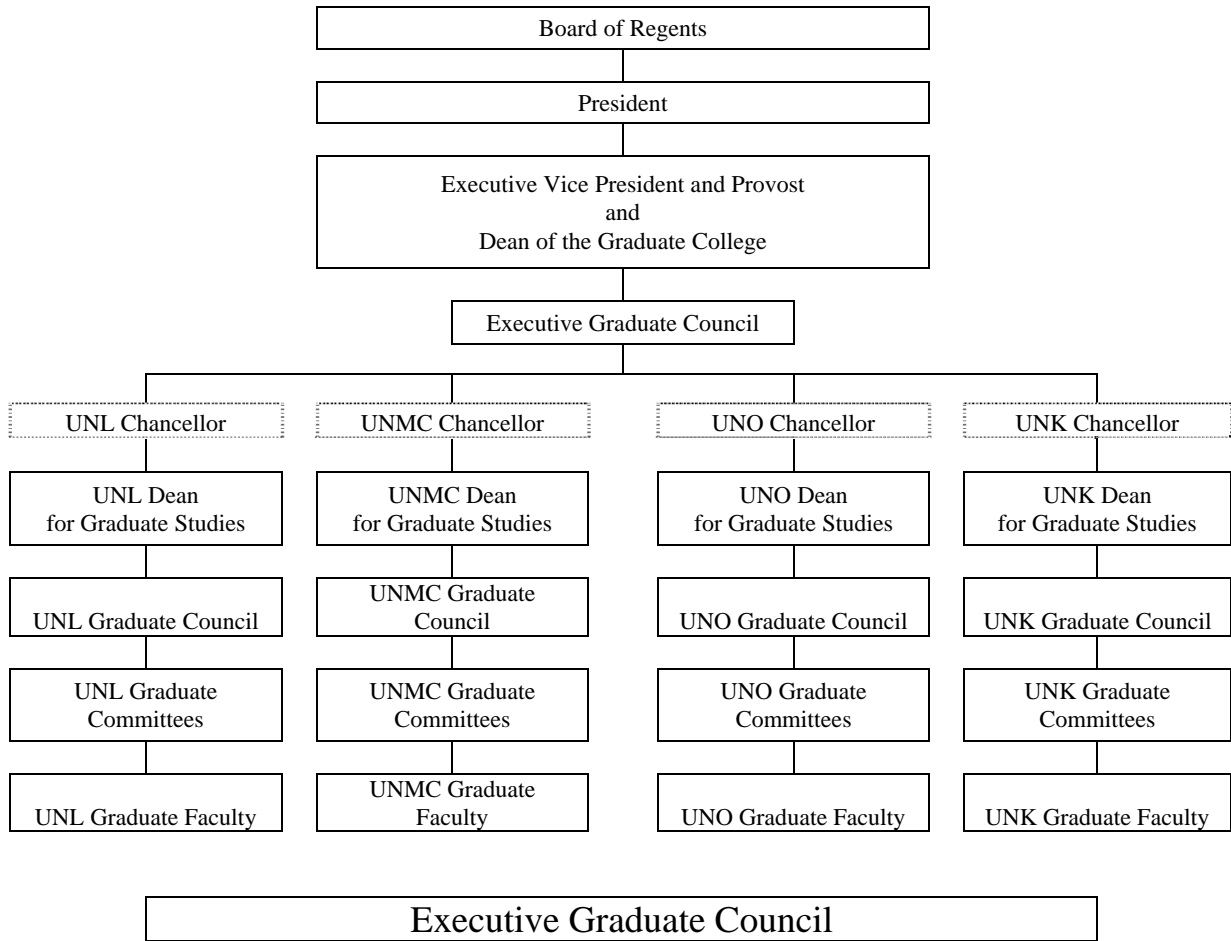 Board of Regents
President
Executive Vice President and Provost
and
Dean of the Graduate College
Executive Graduate Council
UNL Chancellor
UNMC Chancellor
UNO Chancellor
UNK Chancellor
UNL Dean
for Graduate Studies
UNMC Dean
for Graduate Studies
UNO Dean
for Graduate Studies
UNK Dean
for Graduate Studies
UNL Graduate Council
UNMC Graduate
Council
UNO Graduate Council
UNK Graduate Council
UNL Graduate
Committees
UNMC Graduate
Committees
UNO Graduate
Committees
UNK Graduate
Committees
UNL Graduate Faculty
UNMC Graduate
Faculty
UNO Graduate Faculty
UNK Graduate Faculty
Executive Graduate Council